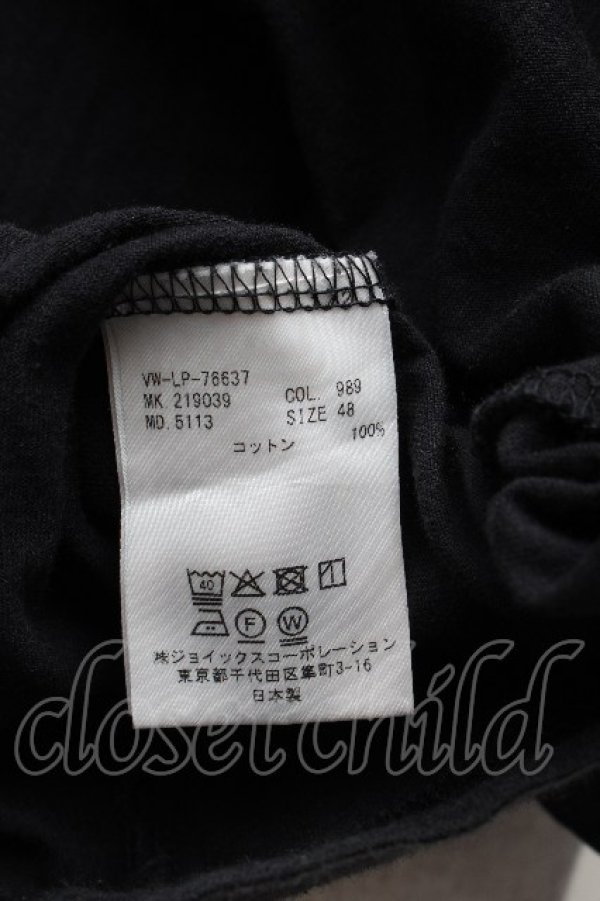 VW-LP-76637
MK 219039 COL. 989
MD. 5113 SIZE 48
コットン 100%
40
F W
㈱ジョイックスコーポレーション
東京都千代田区隼町3-16
日本製
closet child